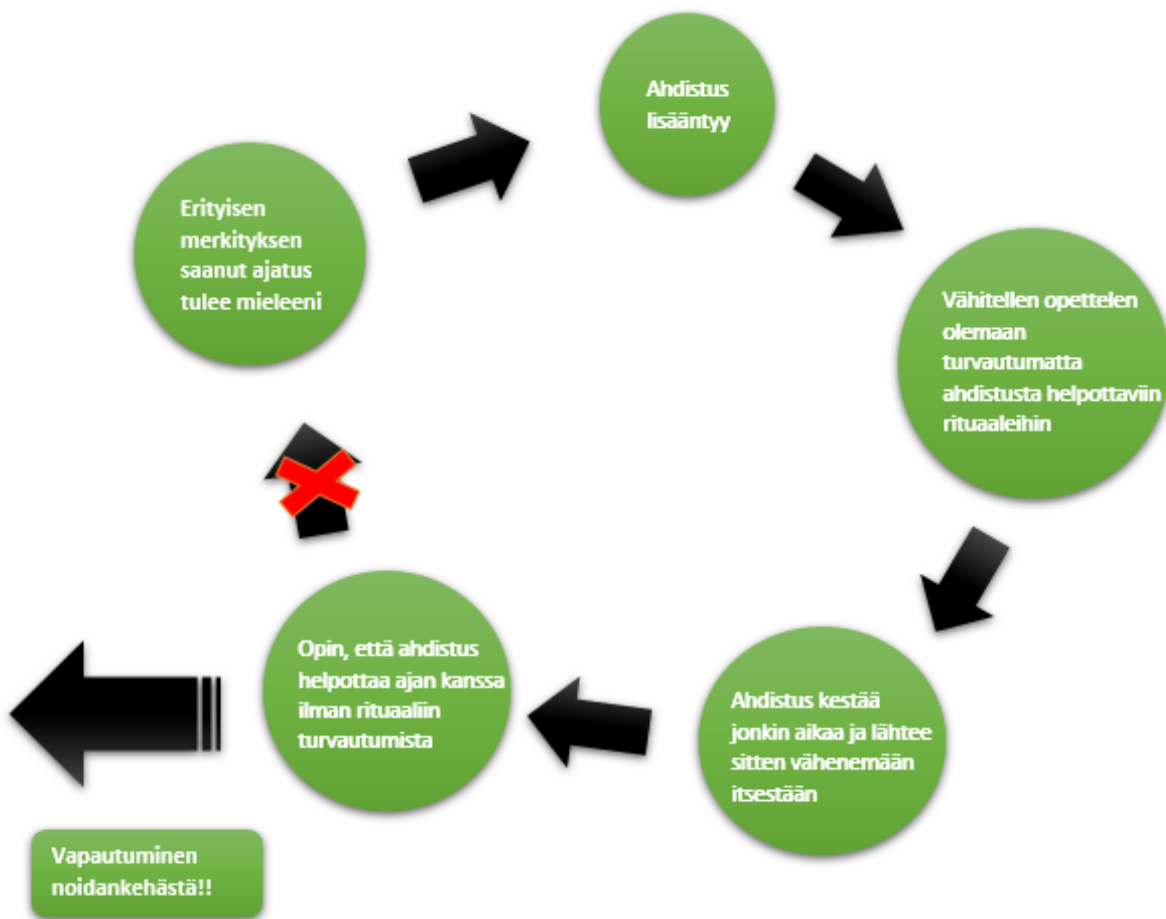 Ahdistus
lisääntyy
Erityisen
merkityksen
saanut ajatus
tulee mieleeni
Vähitellen opettelen
olemaan
turvautumatta
ahdistusta helpottaviin
rituaaleihin
Ahdistus kestää
jonkin aikaa ja lähtee
sitten vähenemään
itsestään
Opin, että ahdistus
helpottaa ajan kanssa
ilman rituaaliin
turvautumista
Vapautuminen
noidankehästä!!